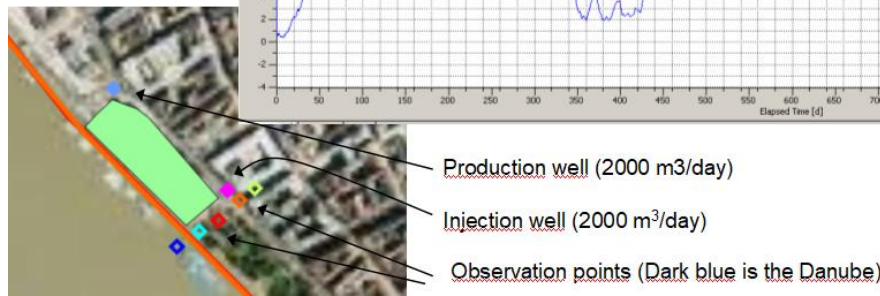 2
0
-2
-4
0 50 100 150 200 250 300 350 400 450 500 550 600 650 700
Elapsed Time [d]
Production well (2000 m3/day)
Injection well (2000 m³/day)
Observation points (Dark blue is the Danube)